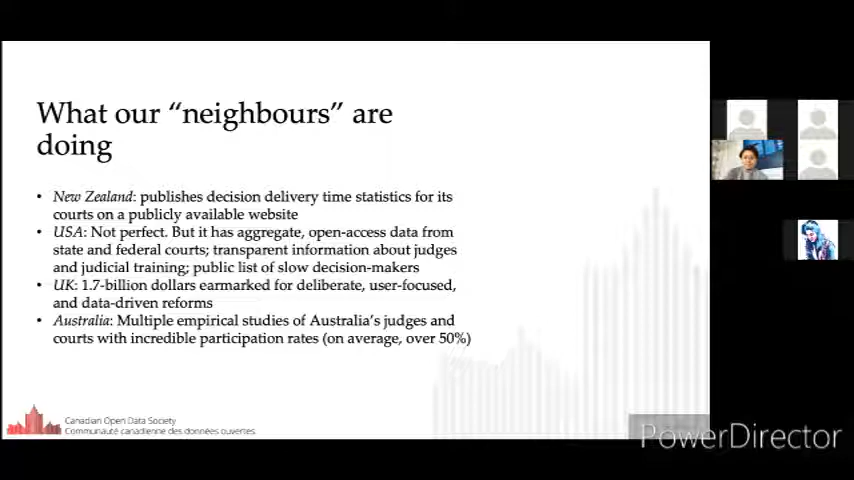 What our “neighbours” are
doing
• New Zealand: publishes decision delivery time statistics for its
courts on a publicly available website
• USA: Not perfect. But it has aggregate, open-access data from
state and federal courts; transparent information about judges
and judicial training; public list of slow decision-makers
• UK: 1.7-billion dollars earmarked for deliberate, user-focused,
and data-driven reforms
• Australia: Multiple empirical studies of Australia’s judges and
courts with incredible participation rates (on average, over 50%)
Canadian Open Data Society
Communauté canadienne des données ouvertes
PowerDirector